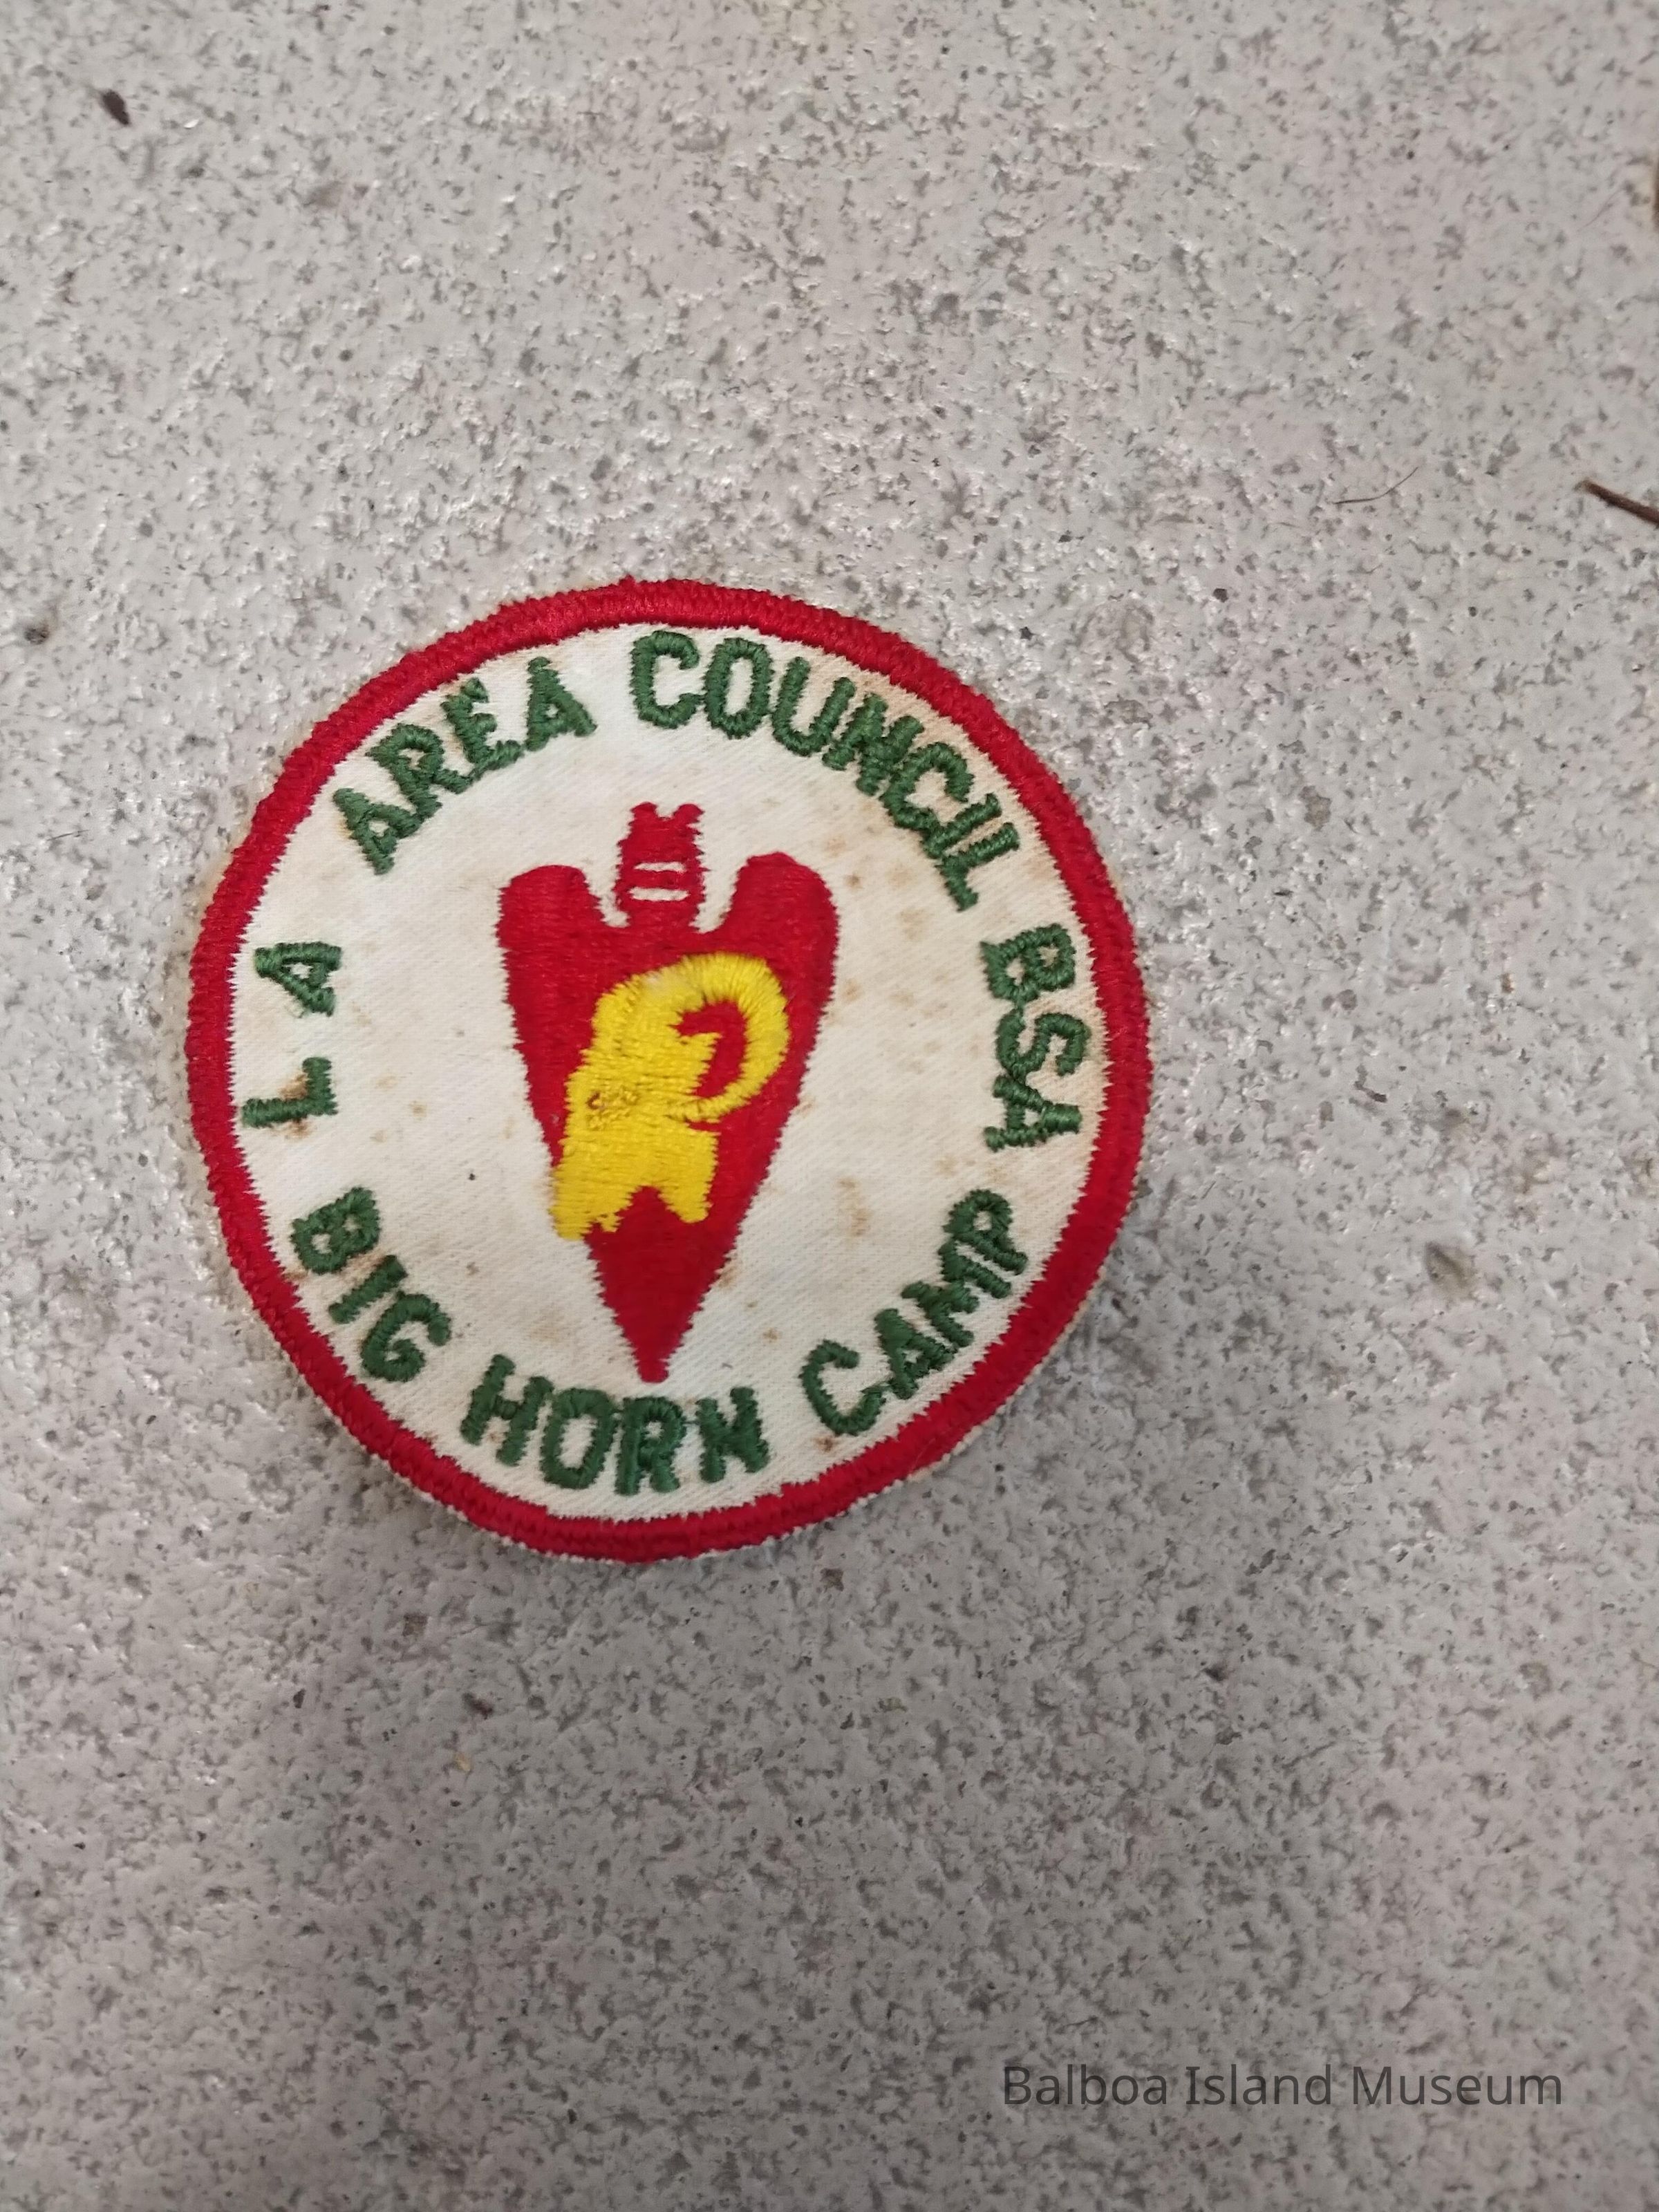 L A AREA COUNCIL BSA
BIG HORN CAMP
Balboa Island Museum